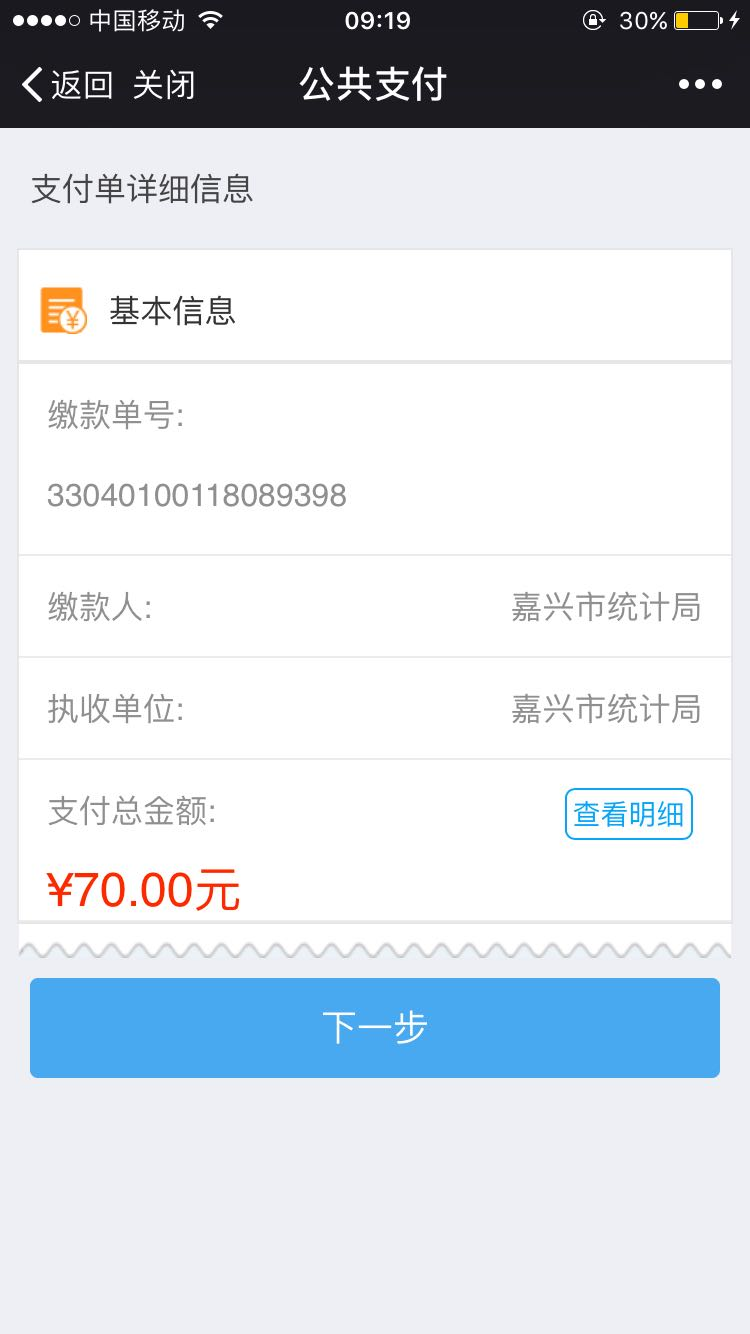 中国移动 09:19 30%
返回 关闭 公共支付
支付单详细信息
基本信息
缴款单号:
33040100118089398
缴款人: 嘉兴市统计局
执收单位: 嘉兴市统计局
支付总金额: 查看明细
¥70.00元
下一步